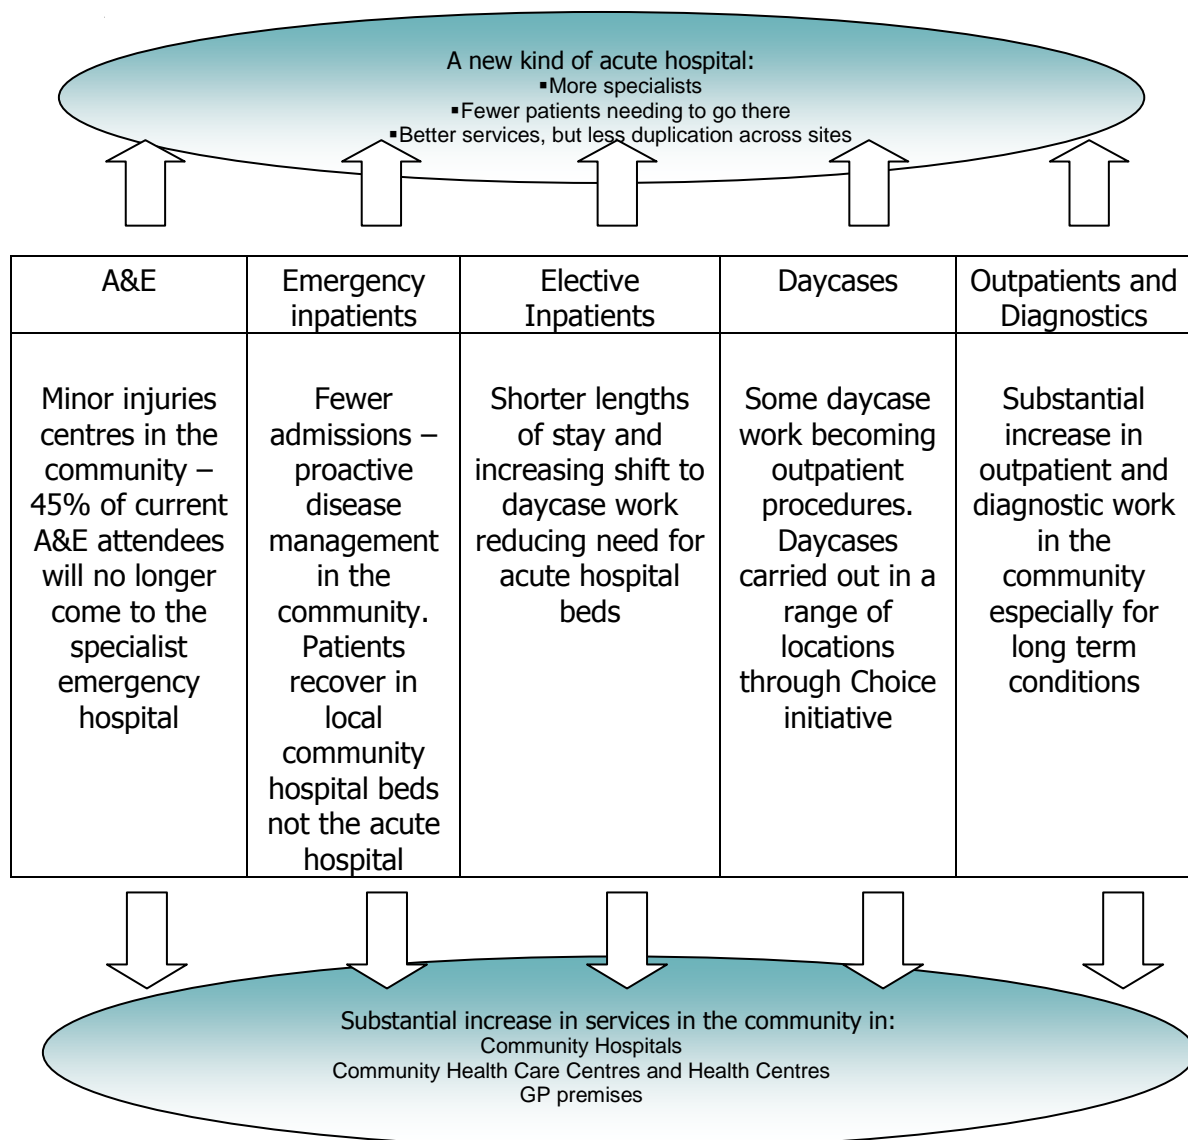 A new kind of acute hospital:
▪More specialists
▪Fewer patients needing to go there
▪Better services, but less duplication across sites
A&E
Emergency
inpatients
Elective
Inpatients
Daycases
Outpatients and
Diagnostics
Minor injuries
centres in the
community –
45% of current
A&E attendees
will no longer
come to the
specialist
emergency
hospital
Fewer
admissions –
proactive
disease
management
in the
community.
Patients
recover in
local
community
hospital beds
not the acute
hospital
Shorter lengths
of stay and
increasing shift to
daycase work
reducing need for
acute hospital
beds
Some daycase
work becoming
outpatient
procedures.
Daycases
carried out in a
range of
locations
through Choice
initiative
Substantial
increase in
outpatient and
diagnostic work
in the
community
especially for
long term
conditions
Substantial increase in services in the community in:
Community Hospitals
Community Health Care Centres and Health Centres
GP premises